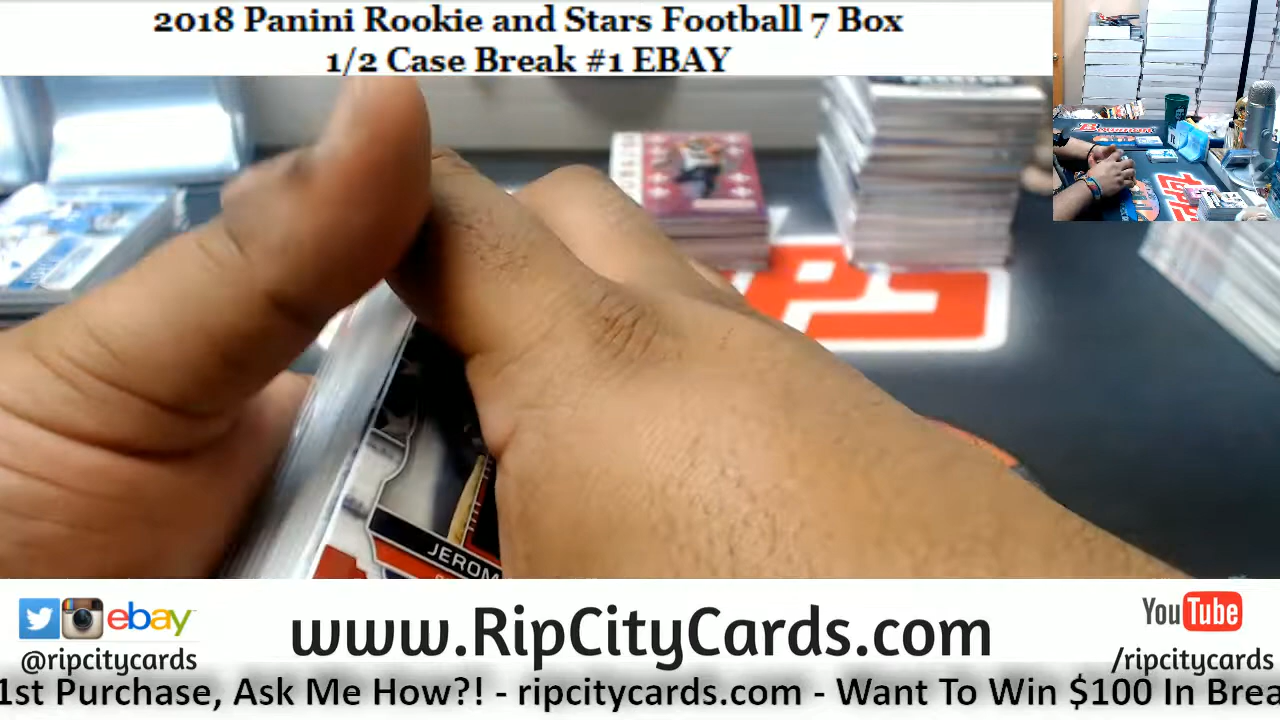 2018 Panini Rookie and Stars Football 7 Box
1/2 Case Break #1 EBAY
JEROM
ebay
@ripcitycards
www.RipCityCards.com
YouTube
/ripcitycards
1st Purchase, Ask Me How?! - ripcitycards.com - Want To Win $100 In Brea